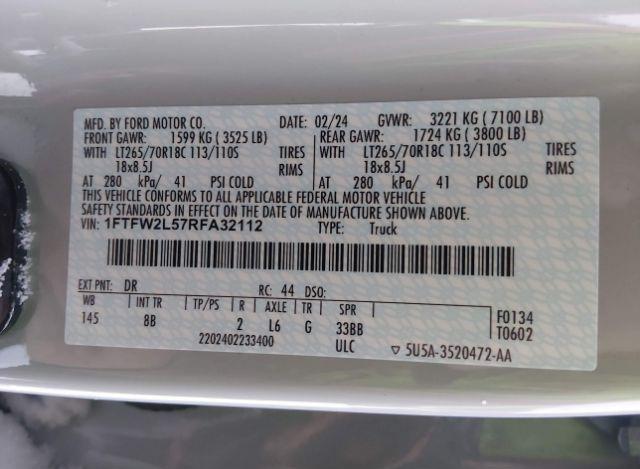 MFD. BY FORD MOTOR CO. DATE: 02/24 GVWR: 3221 KG ( 7100 LB)
FRONT GAWR: 1599 KG ( 3525 LB) REAR GAWR: 1724 KG ( 3800 LB)
WITH LT265/70R18C 113/110S TIRES WITH LT265/70R18C 113/110S TIRES
18x8.5J RIMS 18x8.5J RIMS
AT 280 kPa/ 41 PSI COLD AT 280 kPa/ 41 PSI COLD
THIS VEHICLE CONFORMS TO ALL APPLICABLE FEDERAL MOTOR VEHICLE
SAFETY STANDARDS IN EFFECT ON THE DATE OF MANUFACTURE SHOWN ABOVE.
VIN: 1FTFW2L57RFA32112 TYPE: Truck
EXT PNT: DR RC: 44 DSO:
WB INT TR TP/PS R AXLE TR SPR F0134
145 8B 2 L6 G 33BB T0602
2202402233400 ULC ▽ 5U5A-3520472-AA